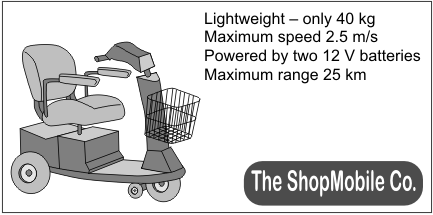 Lightweight – only 40 kg
Maximum speed 2.5 m/s
Powered by two 12 V batteries
Maximum range 25 km
The ShopMobile Co.